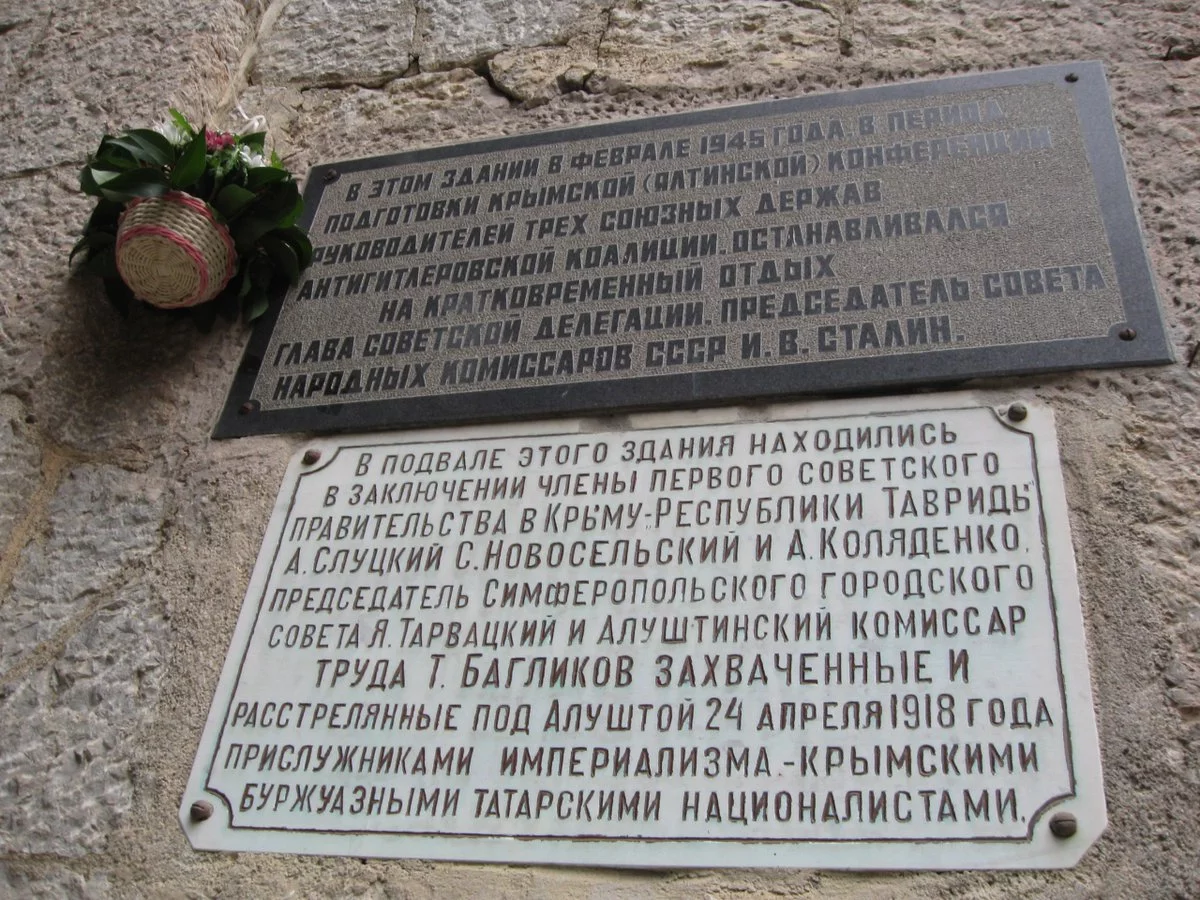 В ЭТОМ ЗДАНИИ В ФЕВРАЛЕ 1945 ГОДА, В ПЕРИОД
ПОДГОТОВКИ КРЫМСКОЙ (ЯЛТИНСКОЙ) КОНФЕРЕНЦИИ
РУКОВОДИТЕЛЕЙ ТРЕХ СОЮЗНЫХ ДЕРЖАВ
АНТИГИТЛЕРОВСКОЙ КОАЛИЦИИ, ОСТАНАВЛИВАЛСЯ
НА КРАТКОВРЕМЕННЫЙ ОТДЫХ
ГЛАВА СОВЕТСКОЙ ДЕЛЕГАЦИИ, ПРЕДСЕДАТЕЛЬ СОВЕТА
НАРОДНЫХ КОМИССАРОВ СССР И. В. СТАЛИН.
В ПОДВАЛЕ ЭТОГО ЗДАНИЯ НАХОДИЛИСЬ
В ЗАКЛЮЧЕНИИ ЧЛЕНЫ ПЕРВОГО СОВЕТСКОГО
ПРАВИТЕЛЬСТВА В КРЫМУ-„РЕСПУБЛИКИ ТАВРИДЫ"
А.СЛУЦКИЙ С.НОВОСЕЛЬСКИЙ И А.КОЛЯДЕНКО,
ПРЕДСЕДАТЕЛЬ СИМФЕРОПОЛЬСКОГО ГОРОДСКОГО
СОВЕТА Я.ТАРВАЦКИЙ И АЛУШТИНСКИЙ КОМИССАР
ТРУДА Т. БАГЛИКОВ ЗАХВАЧЕННЫЕ И
РАССТРЕЛЯННЫЕ ПОД АЛУШТОЙ 24 АПРЕЛЯ 1918 ГОДА
ПРИСЛУЖНИКАМИ ИМПЕРИАЛИЗМА.-КРЫМСКИМИ
БУРЖУАЗНЫМИ ТАТАРСКИМИ НАЦИОНАЛИСТАМИ.